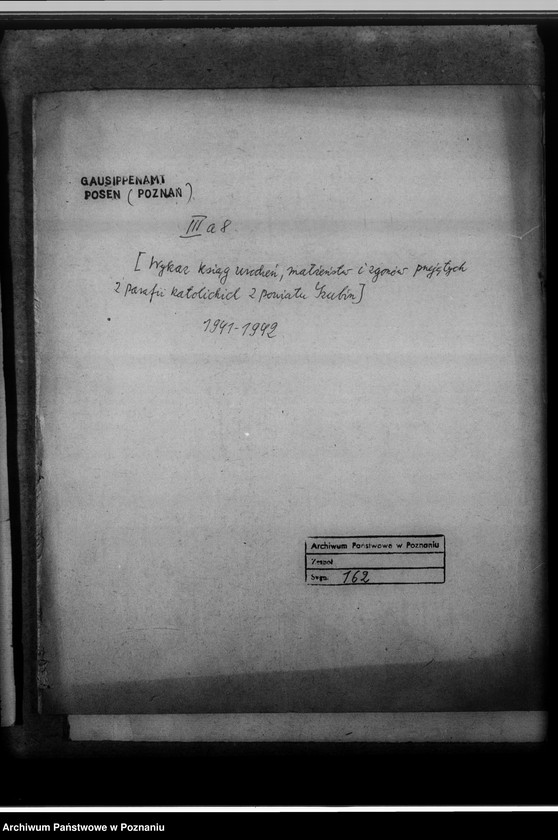 GAUSIPPENAMT
POSEN (POZNAŃ)
III a 8
[Wykaz ksiąg urodzeń, małżeństw i zgonów przejętych
z parafii katolickich z powiatu Szubin]
1941-1942
Archiwum Państwowe w Poznaniu
Zespół
Sygn. 162
Archiwum Państwowe w Poznaniu